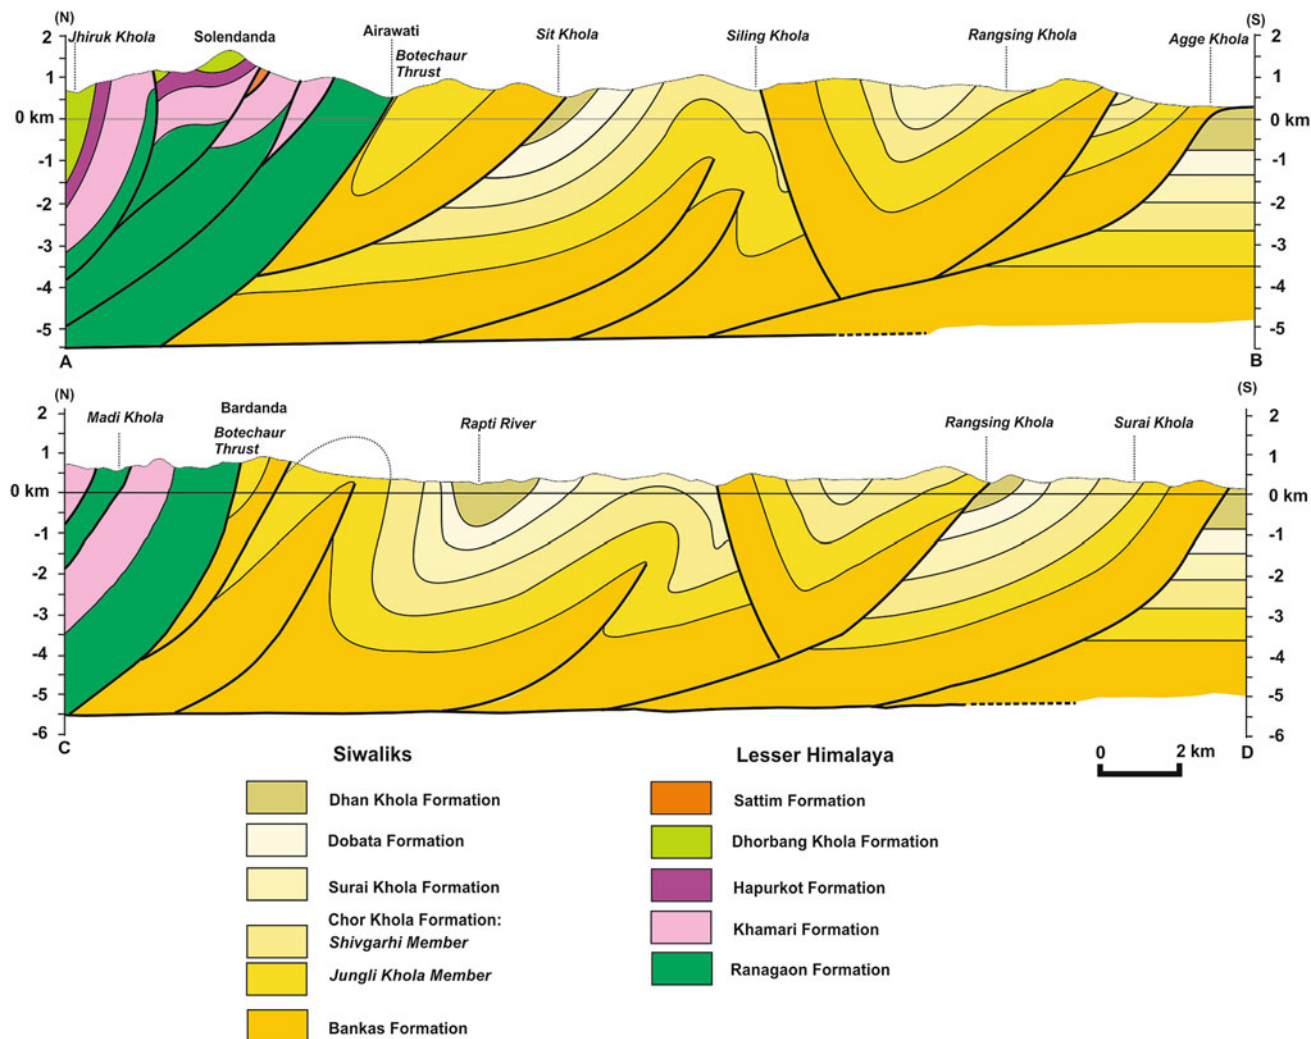 (N)
(S)
Jhiruk Khola
Solendanda
Airawati
Botechaur
Thrust
Sit Khola
Siling Khola
Rangsing Khola
Agge Khola
2
1
0 km
-1
-2
-3
-4
-5
A
2
1
0 km
-1
-2
-3
-4
-5
B
(N)
(S)
Madi Khola
Bardanda
Botechaur
Thrust
Rapti River
Rangsing Khola
Surai Khola
2
1
0 km
-1
-2
-3
-4
-5
-6
C
2
1
0 km
-1
-2
-3
-4
-5
-6
D
0 2 km
Siwaliks
Dhan Khola Formation
Dobata Formation
Surai Khola Formation
Chor Khola Formation:
Shivgarhi Member
Jungli Khola Member
Bankas Formation
Lesser Himalaya
Sattim Formation
Dhorbang Khola Formation
Hapurkot Formation
Khamari Formation
Ranagaon Formation